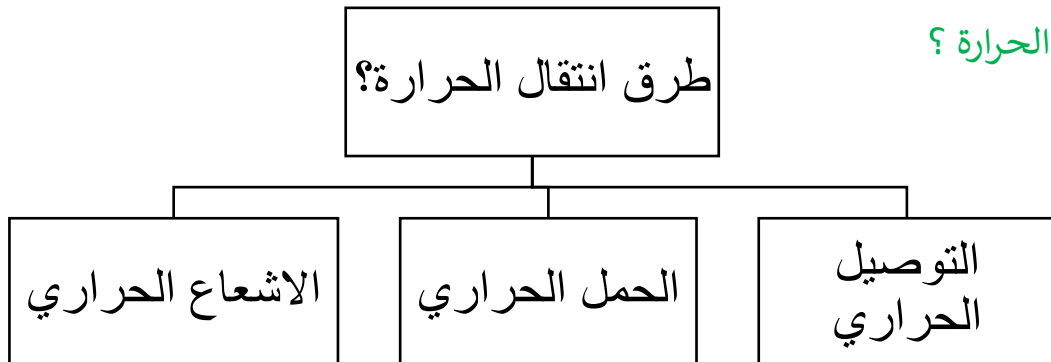 الحرارة ؟
طرق انتقال الحرارة؟
التوصيل
الحراري
الحمل الحراري
الاشعاع الحراري